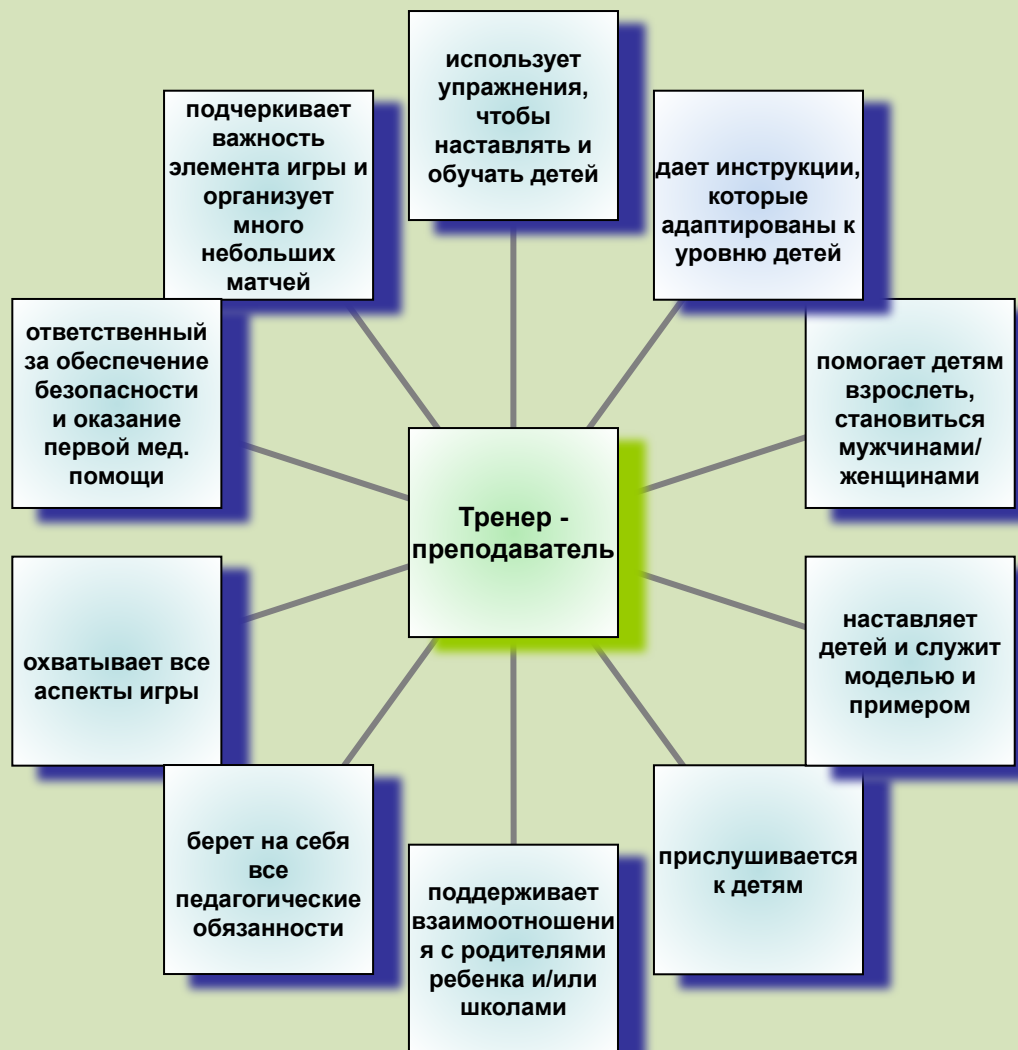 использует
упражнения,
чтобы
наставлять и
обучать детей
дает инструкции,
которые
адаптированы к
уровню детей
помогает детям
взрослеть,
становиться
мужчинами/
женщинами
наставляет
детей и служит
моделью и
примером
прислушивается
к детям
поддерживает
взаимоотношени
я с родителями
ребенка и/или
школами
берет на себя
все
педагогические
обязанности
охватывает все
аспекты игры
ответственный
за обеспечение
безопасности
и оказание
первой мед.
помощи
подчеркивает
важность
элемента игры и
организует
много
небольших
матчей
Тренер -
преподаватель